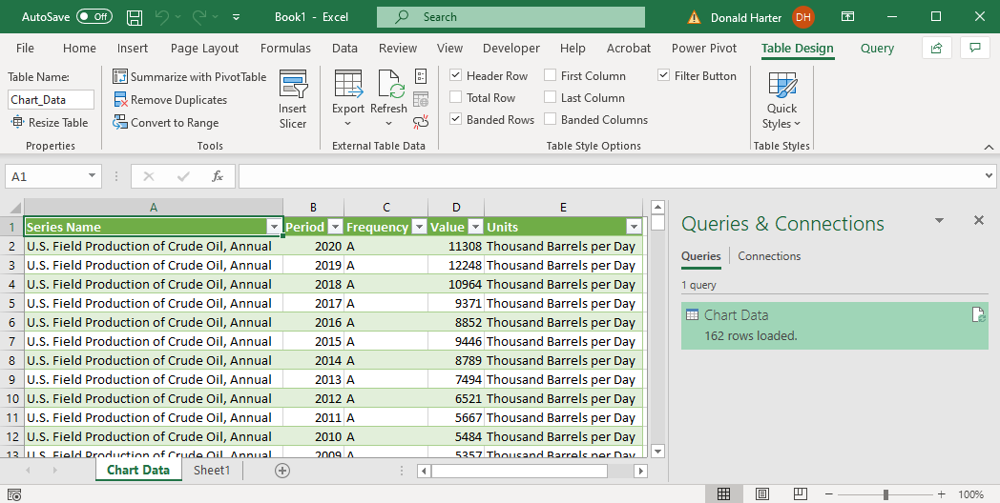 AutoSave Off Book1 - Excel Search Donald Harter DH
File Home Insert Page Layout Formulas Data Review View Developer Help Acrobat Power Pivot Table Design Query
Table Name:
Chart_Data
Resize Table
Properties
Summarize with PivotTable
Remove Duplicates
Convert to Range
Insert
Slicer
Tools
Export Refresh
External Table Data
Header Row First Column Filter Button
Total Row Last Column
Banded Rows Banded Columns
Table Style Options
Quick
Styles
Table Styles
A1 fx
A B C D E
1 Series Name Period Frequency Value Units
2 U.S. Field Production of Crude Oil, Annual 2020 A 11308 Thousand Barrels per Day
3 U.S. Field Production of Crude Oil, Annual 2019 A 12248 Thousand Barrels per Day
4 U.S. Field Production of Crude Oil, Annual 2018 A 10964 Thousand Barrels per Day
5 U.S. Field Production of Crude Oil, Annual 2017 A 9371 Thousand Barrels per Day
6 U.S. Field Production of Crude Oil, Annual 2016 A 8852 Thousand Barrels per Day
7 U.S. Field Production of Crude Oil, Annual 2015 A 9446 Thousand Barrels per Day
8 U.S. Field Production of Crude Oil, Annual 2014 A 8789 Thousand Barrels per Day
9 U.S. Field Production of Crude Oil, Annual 2013 A 7494 Thousand Barrels per Day
10 U.S. Field Production of Crude Oil, Annual 2012 A 6521 Thousand Barrels per Day
11 U.S. Field Production of Crude Oil, Annual 2011 A 5667 Thousand Barrels per Day
12 U.S. Field Production of Crude Oil, Annual 2010 A 5484 Thousand Barrels per Day
13 U.S. Field Production of Crude Oil, Annual 2009 A 5357 Thousand Barrels per Day
Queries & Connections
Queries Connections
1 query
Chart Data
162 rows loaded.
Chart Data Sheet1
100%